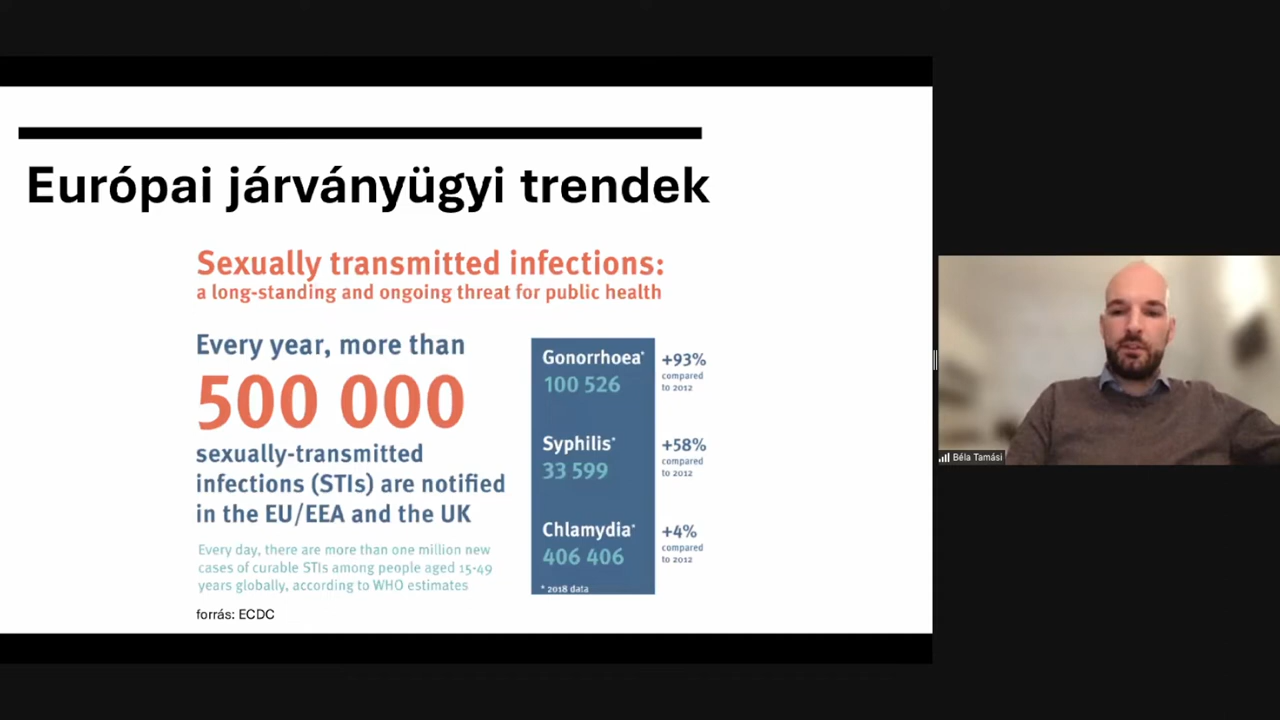 Európai járványügyi trendek
Sexually transmitted infections:
a long-standing and ongoing threat for public health
Every year, more than
500 000
sexually-transmitted
infections (STIs) are notified
in the EU/EEA and the UK
Every day, there are more than one million new
cases of curable STIs among people aged 15-49
years globally, according to WHO estimates
Gonorrhoea*
100 526
+93%
compared
to 2012
Syphilis*
33 599
+58%
compared
to 2012
Chlamydia*
406 406
+4%
compared
to 2012
* 2018 data
forrás: ECDC
Béla Tamási